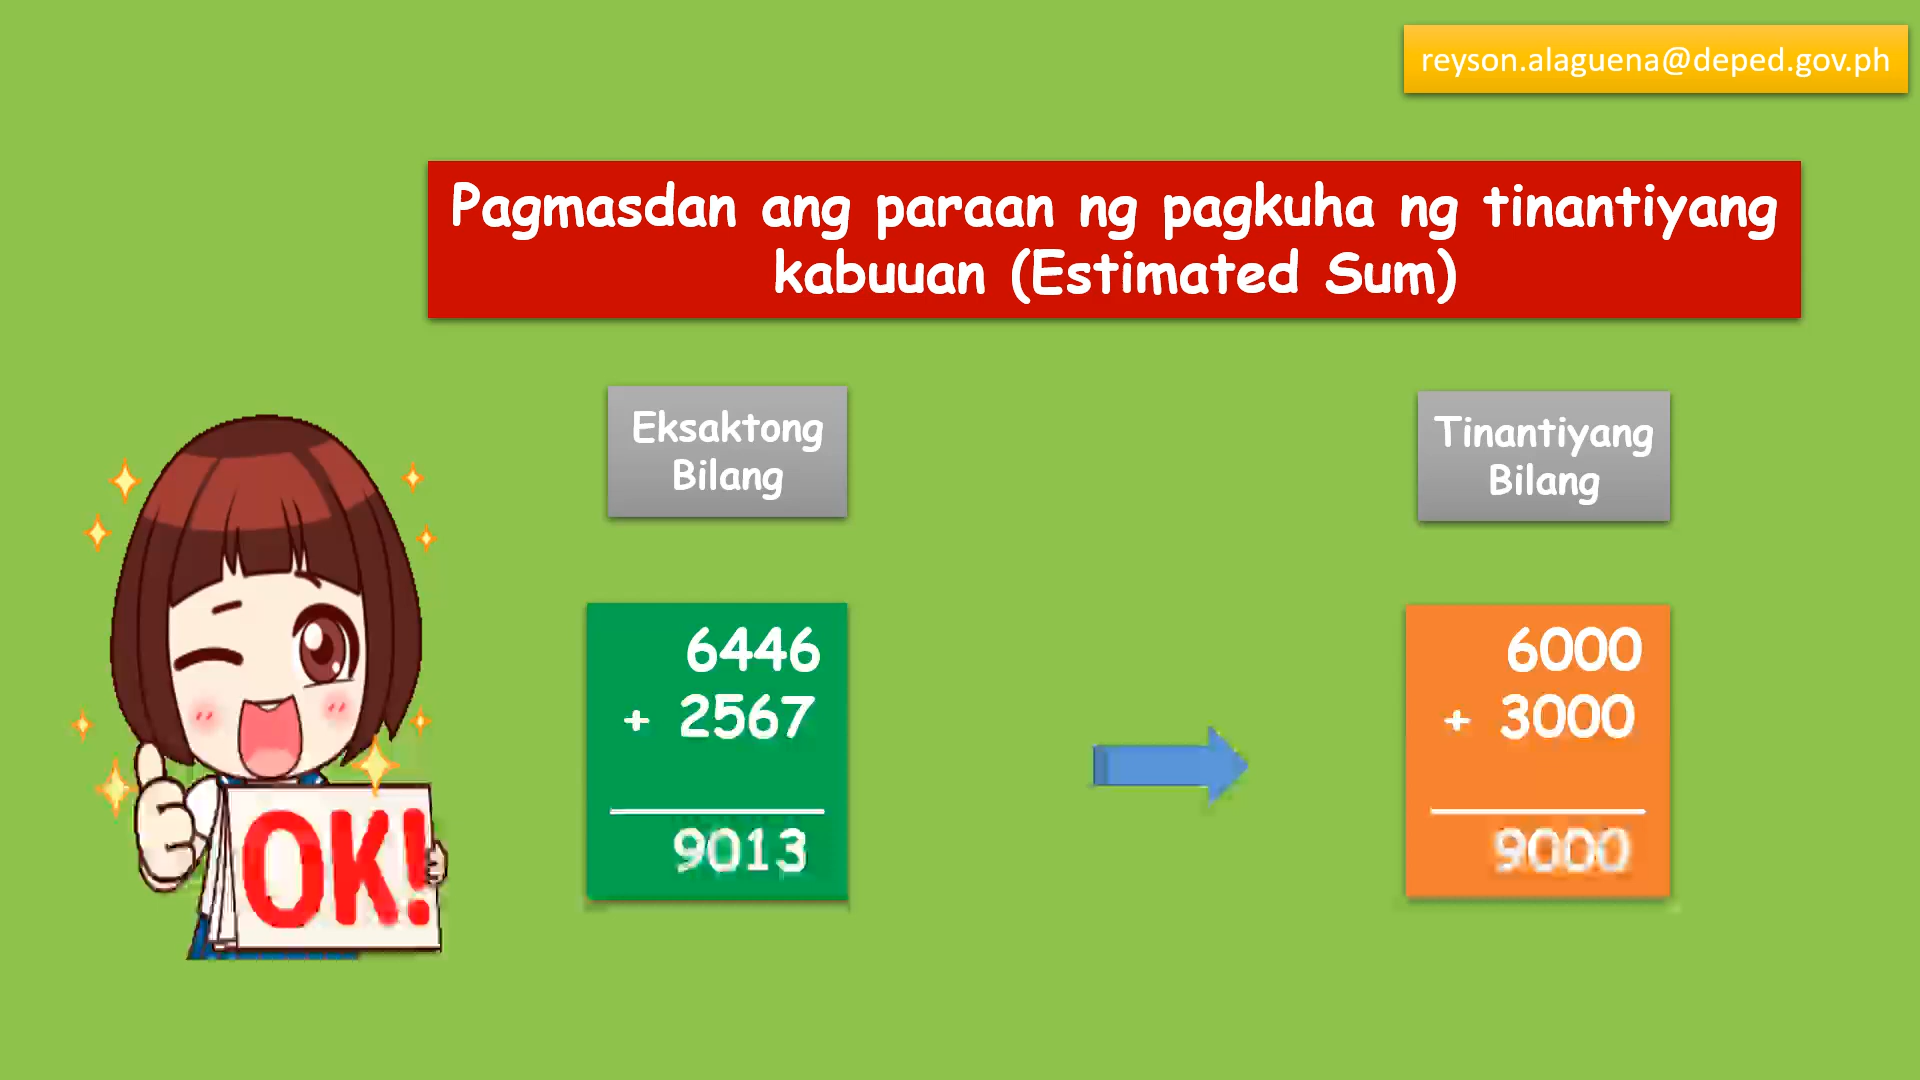 reyson.alaguena@deped.gov.ph
Pagmasdan ang paraan ng pagkuha ng tinantiyang
kabuuan (Estimated Sum)
Eksaktong
Bilang
Tinantiyang
Bilang
6446
+ 2567
9013
6000
+ 3000
9000
OK!